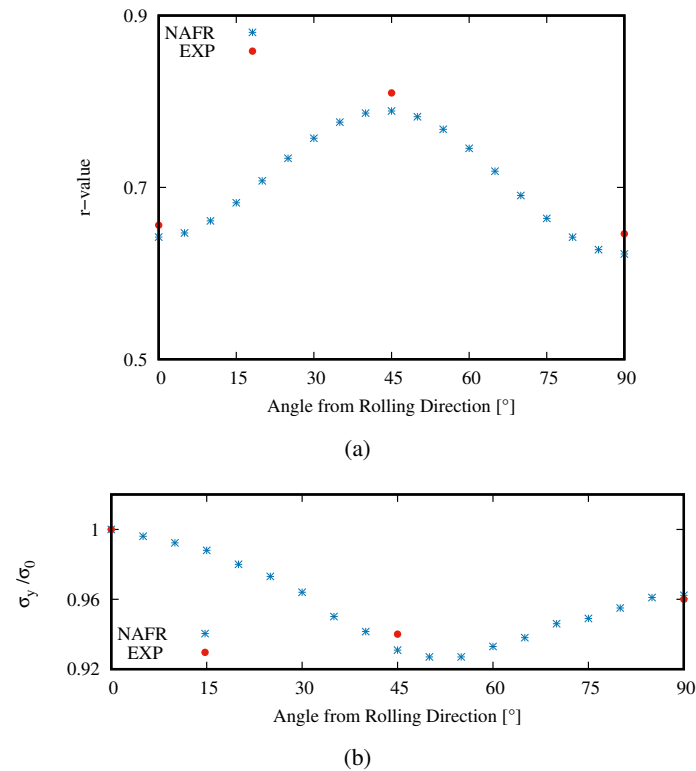 0.9
NAFR
EXP
r-value
0.7
0.5
0 15 30 45 60 75 90
Angle from Rolling Direction [°]
(a)
1
σy /σ0
0.96
NAFR
EXP
0.92
0 15 30 45 60 75 90
Angle from Rolling Direction [°]
(b)